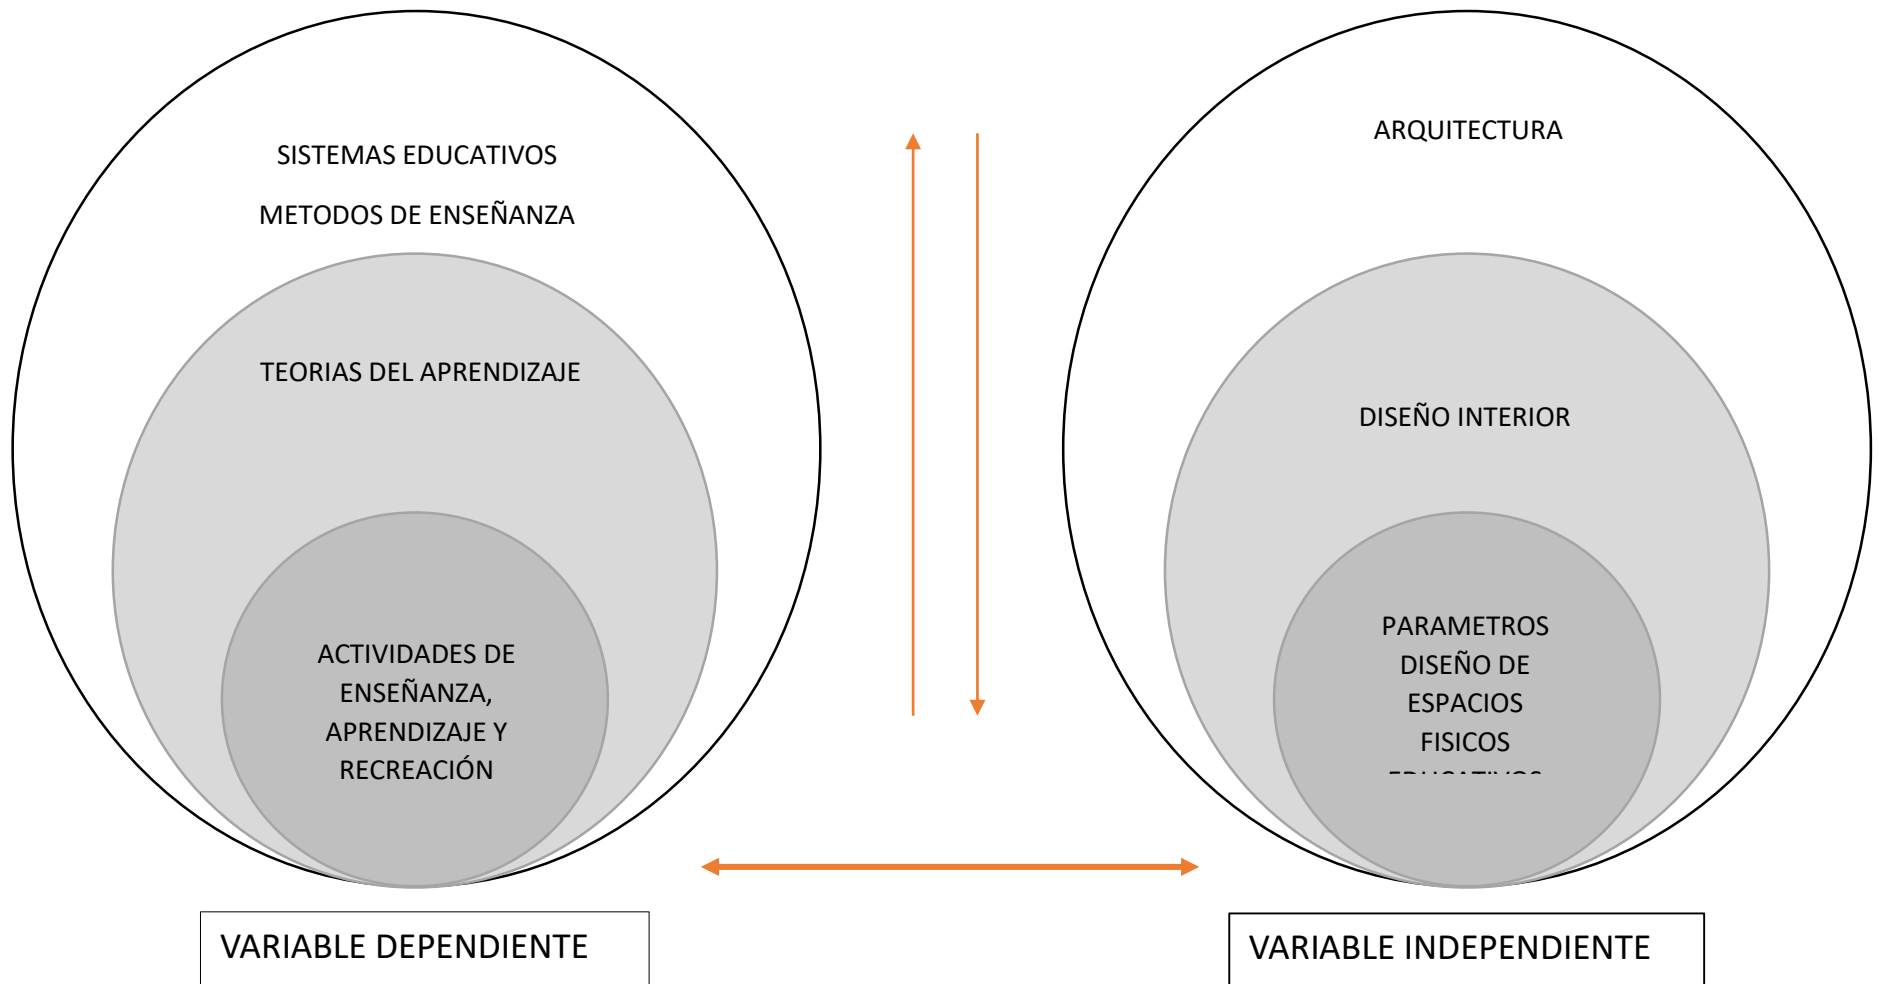 SISTEMAS EDUCATIVOS
METODOS DE ENSEÑANZA
TEORIAS DEL APRENDIZAJE
ACTIVIDADES DE
ENSEÑANZA,
APRENDIZAJE Y
RECREACIÓN
VARIABLE DEPENDIENTE
ARQUITECTURA
DISEÑO INTERIOR
PARAMETROS
DISEÑO DE
ESPACIOS
FISICOS
EDUCATIVOS
VARIABLE INDEPENDIENTE